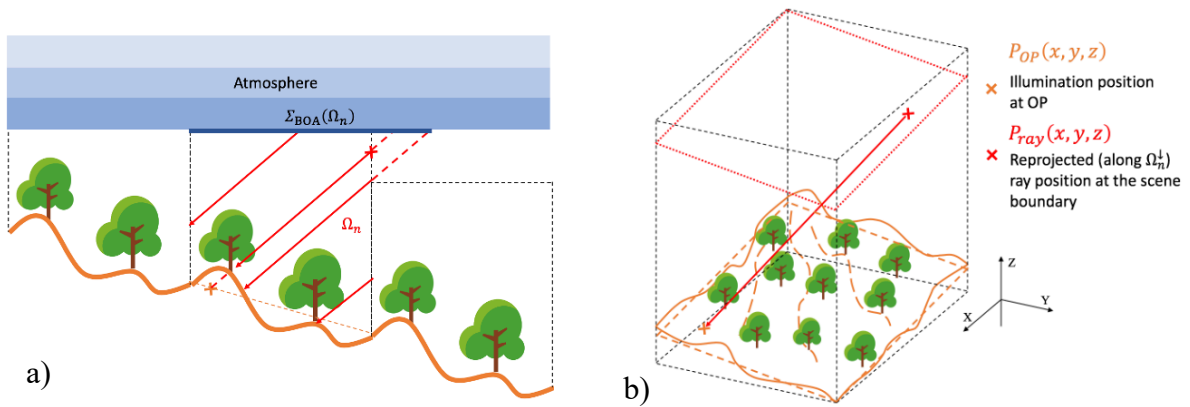 Atmosphere
Σ_BOA(Ω_n)
Ω_n
a)
P_OP(x, y, z)
Illumination position
at OP
P_ray(x, y, z)
Reprojected (along Ω_n^↓)
ray position at the scene
boundary
Z
Y
X
b)